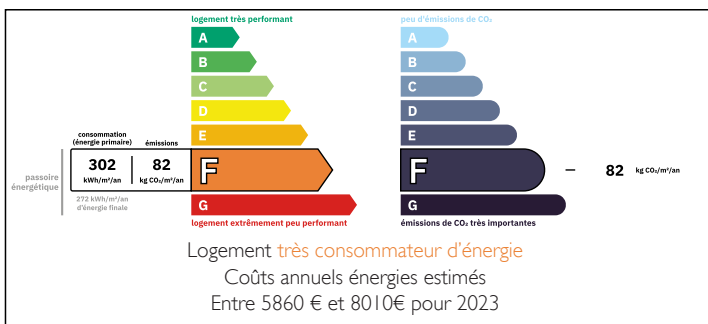 logement très performant
peu d'émissions de CO₂
A
B
C
D
E
F
G
consommation
(énergie primaire)
émissions
302
kWh/m²/an
82
kg CO₂/m²/an
passoire
énergétique
272 kWh/m²/an
d'énergie finale
logement extrêmement peu performant
A
B
C
D
E
F
G
82 kg CO₂/m²/an
émissions de CO₂ très importantes
Logement très consommateur d'énergie
Coûts annuels énergies estimés
Entre 5860 € et 8010€ pour 2023